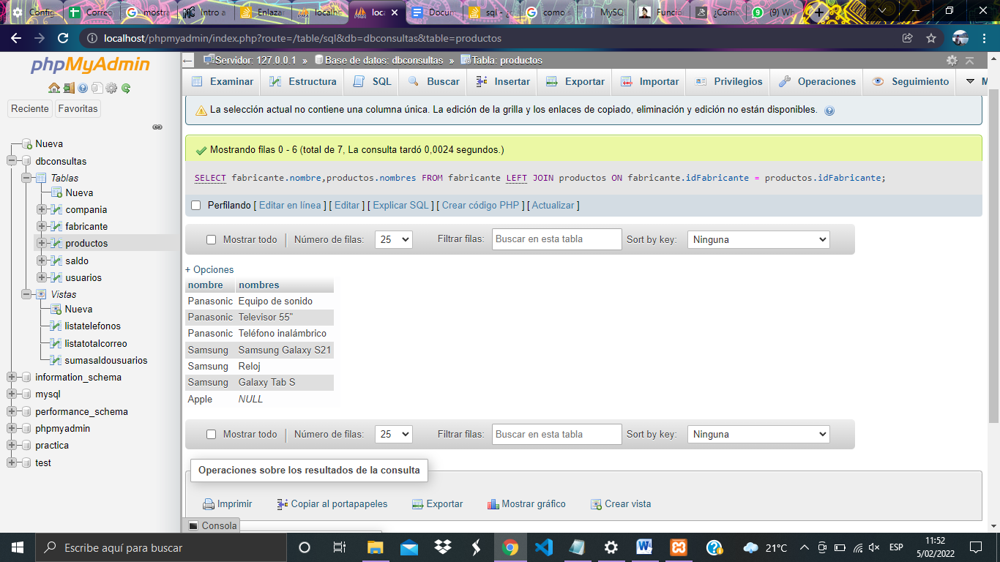 Config
Correo
mostra
Intro a
Enlaza
localho
loca
Docum
sql - ¿
como s
MySQ
Funció
¿Cómo
(9) Wh
localhost/phpmyadmin/index.php?route=/table/sql&db=dbconsultas&table=productos
phpMyAdmin
Reciente Favoritas
Nueva
dbconsultas
Tablas
Nueva
compania
fabricante
productos
saldo
usuarios
Vistas
Nueva
listatelefonos
listatotalcorreo
sumasaldousuarios
information_schema
mysql
performance_schema
phpmyadmin
practica
test
Servidor: 127.0.0.1 » Base de datos: dbconsultas » Tabla: productos
Examinar Estructura SQL Buscar Insertar Exportar Importar Privilegios Operaciones Seguimiento M
La selección actual no contiene una columna única. La edición de la grilla y los enlaces de copiado, eliminación y edición no están disponibles.
Mostrando filas 0 - 6 (total de 7, La consulta tardó 0,0024 segundos.)
SELECT fabricante.nombre,productos.nombres FROM fabricante LEFT JOIN productos ON fabricante.idFabricante = productos.idFabricante;
Perfilando [ Editar en línea ] [ Editar ] [ Explicar SQL ] [ Crear código PHP ] [ Actualizar ]
Mostrar todo | Número de filas: 25 Filtrar filas: Buscar en esta tabla Sort by key: Ninguna
+ Opciones
nombre nombres
Panasonic Equipo de sonido
Panasonic Televisor 55"
Panasonic Teléfono inalámbrico
Samsung Samsung Galaxy S21
Samsung Reloj
Samsung Galaxy Tab S
Apple NULL
Mostrar todo | Número de filas: 25 Filtrar filas: Buscar en esta tabla Sort by key: Ninguna
Operaciones sobre los resultados de la consulta
Imprimir Copiar al portapapeles Exportar Mostrar gráfico Crear vista
Consola
Escribe aquí para buscar
21°C
ESP
11:52
5/02/2022